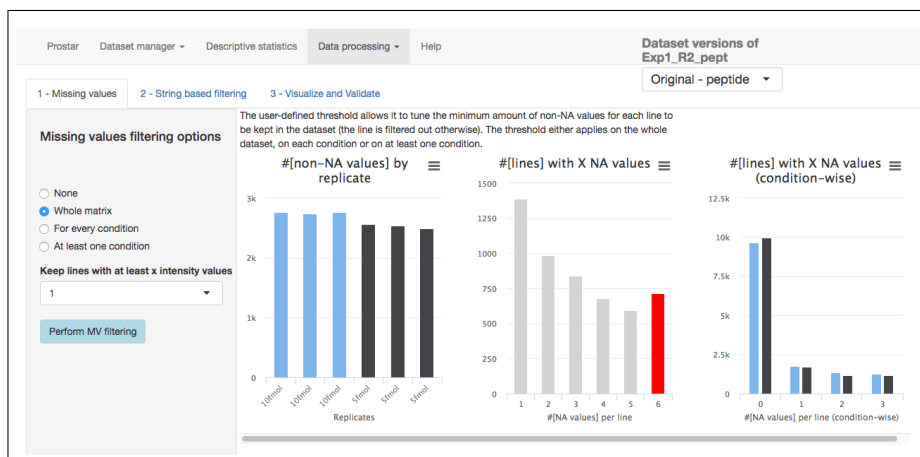 Prostar
Dataset manager
Descriptive statistics
Data processing
Help
Dataset versions of
Exp1_R2_pept
Original - peptide
1 - Missing values
2 - String based filtering
3 - Visualize and Validate
Missing values filtering options
None
Whole matrix
For every condition
At least one condition
Keep lines with at least x intensity values
1
Perform MV filtering
The user-defined threshold allows it to tune the minimum amount of non-NA values for each line to
be kept in the dataset (the line is filtered out otherwise). The threshold either applies on the whole
dataset, on each condition or on at least one condition.
#[non-NA values] by
replicate
3k
2k
1k
0
10fmol
10fmol
10fmol
5fmol
5fmol
5fmol
Replicates
#[lines] with X NA values
1500
1250
1000
750
500
250
0
1 2 3 4 5 6
#[NA values] per line
#[lines] with X NA values
(condition-wise)
12.5k
10k
7.5k
5k
2.5k
0k
0 1 2 3
#[NA values] per line (condition-wise)